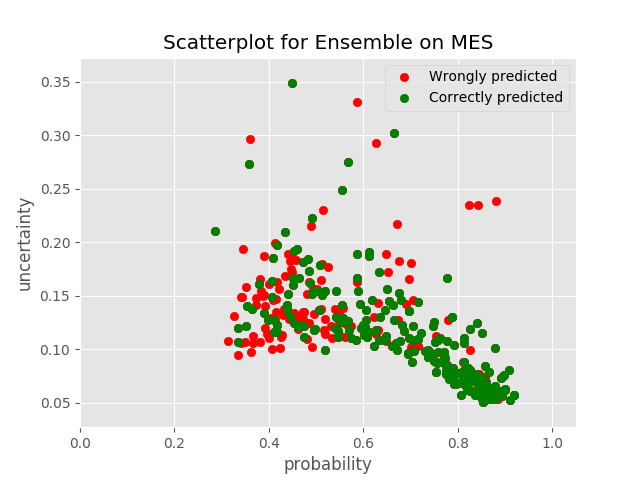 Scatterplot for Ensemble on MES
Wrongly predicted
Correctly predicted
uncertainty
0.35
0.30
0.25
0.20
0.15
0.10
0.05
0.0
0.2
0.4
0.6
0.8
1.0
probability